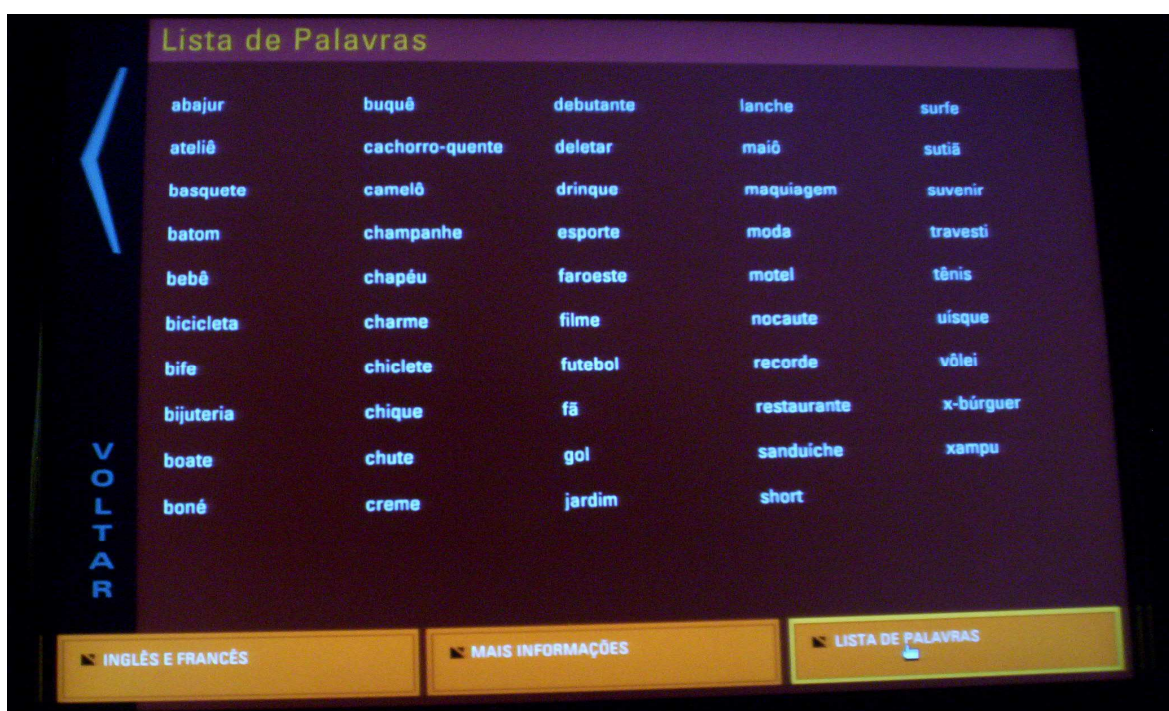 Lista de Palavras
abajur buquê debutante lanche surfe
ateliê cachorro-quente deletar maiô sutiã
basquete camelô drinque maquiagem suvenir
batom champanhe esporte moda travesti
bebê chapéu faroeste motel tênis
bicicleta charme filme nocaute uísque
bife chiclete futebol recorde vôlei
bijuteria chique fã restaurante x-búrguer
boate chute gol sanduíche xampu
boné creme jardim short
VOLTAR
INGLÊS E FRANCÊS MAIS INFORMAÇÕES LISTA DE PALAVRAS